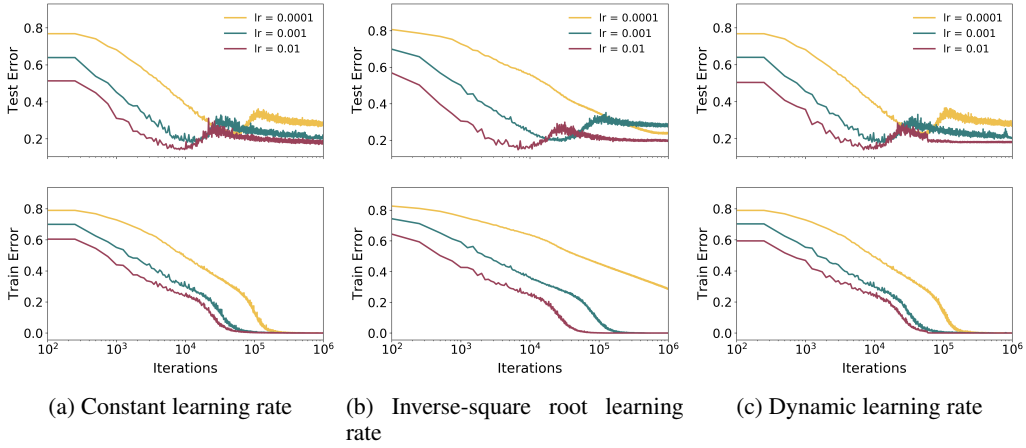 lr = 0.0001
lr = 0.001
lr = 0.01
Test Error
0.8
0.6
0.4
0.2
lr = 0.0001
lr = 0.001
lr = 0.01
Test Error
0.8
0.6
0.4
0.2
lr = 0.0001
lr = 0.001
lr = 0.01
Test Error
0.8
0.6
0.4
0.2
Train Error
0.8
0.6
0.4
0.2
0.0
10² 10³ 10⁴ 10⁵ 10⁶
Iterations
Train Error
0.8
0.6
0.4
0.2
0.0
10² 10³ 10⁴ 10⁵ 10⁶
Iterations
Train Error
0.8
0.6
0.4
0.2
0.0
10² 10³ 10⁴ 10⁵ 10⁶
Iterations
(a) Constant learning rate
(b) Inverse-square root learning
rate
(c) Dynamic learning rate